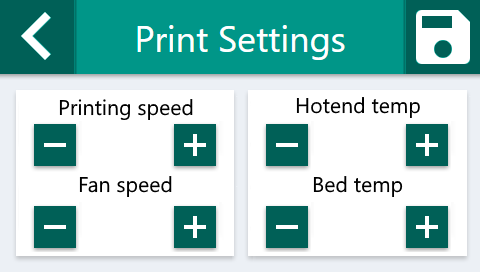 Print Settings
Printing speed
Fan speed
Hotend temp
Bed temp